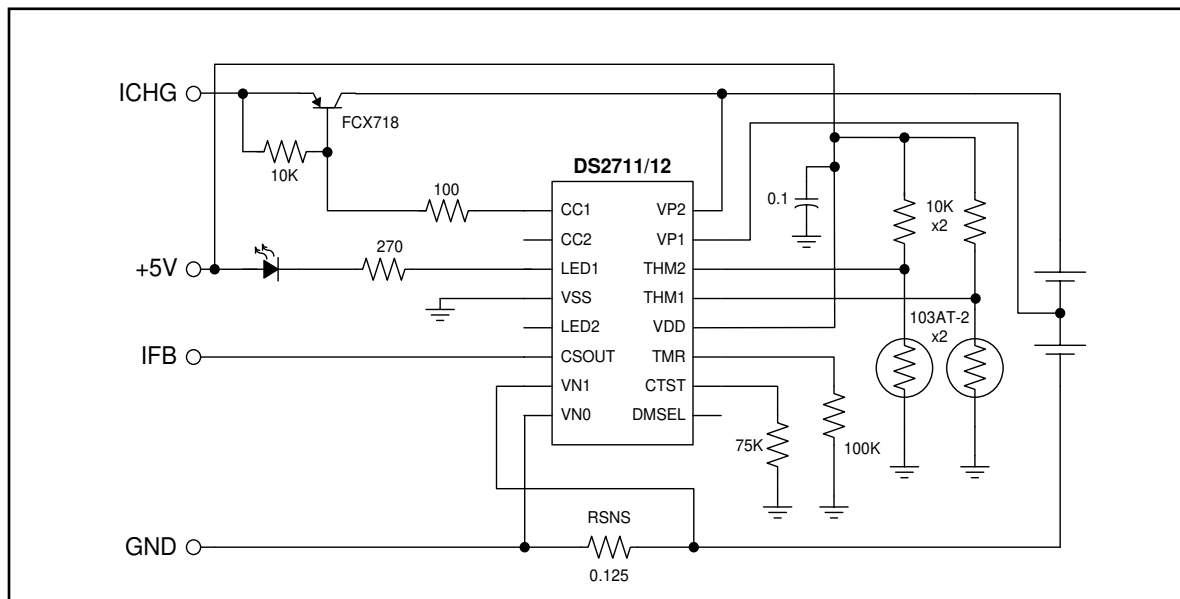 ICHG
FCX718
10K
DS2711/12
100
0.1
10K
x2
CC1
VP2
CC2
VP1
+5V
270
LED1
THM2
VSS
THM1
103AT-2
x2
LED2
VDD
IFB
CSOUT
TMR
VN1
CTST
VN0
DMSEL
75K
100K
RSNS
GND
0.125